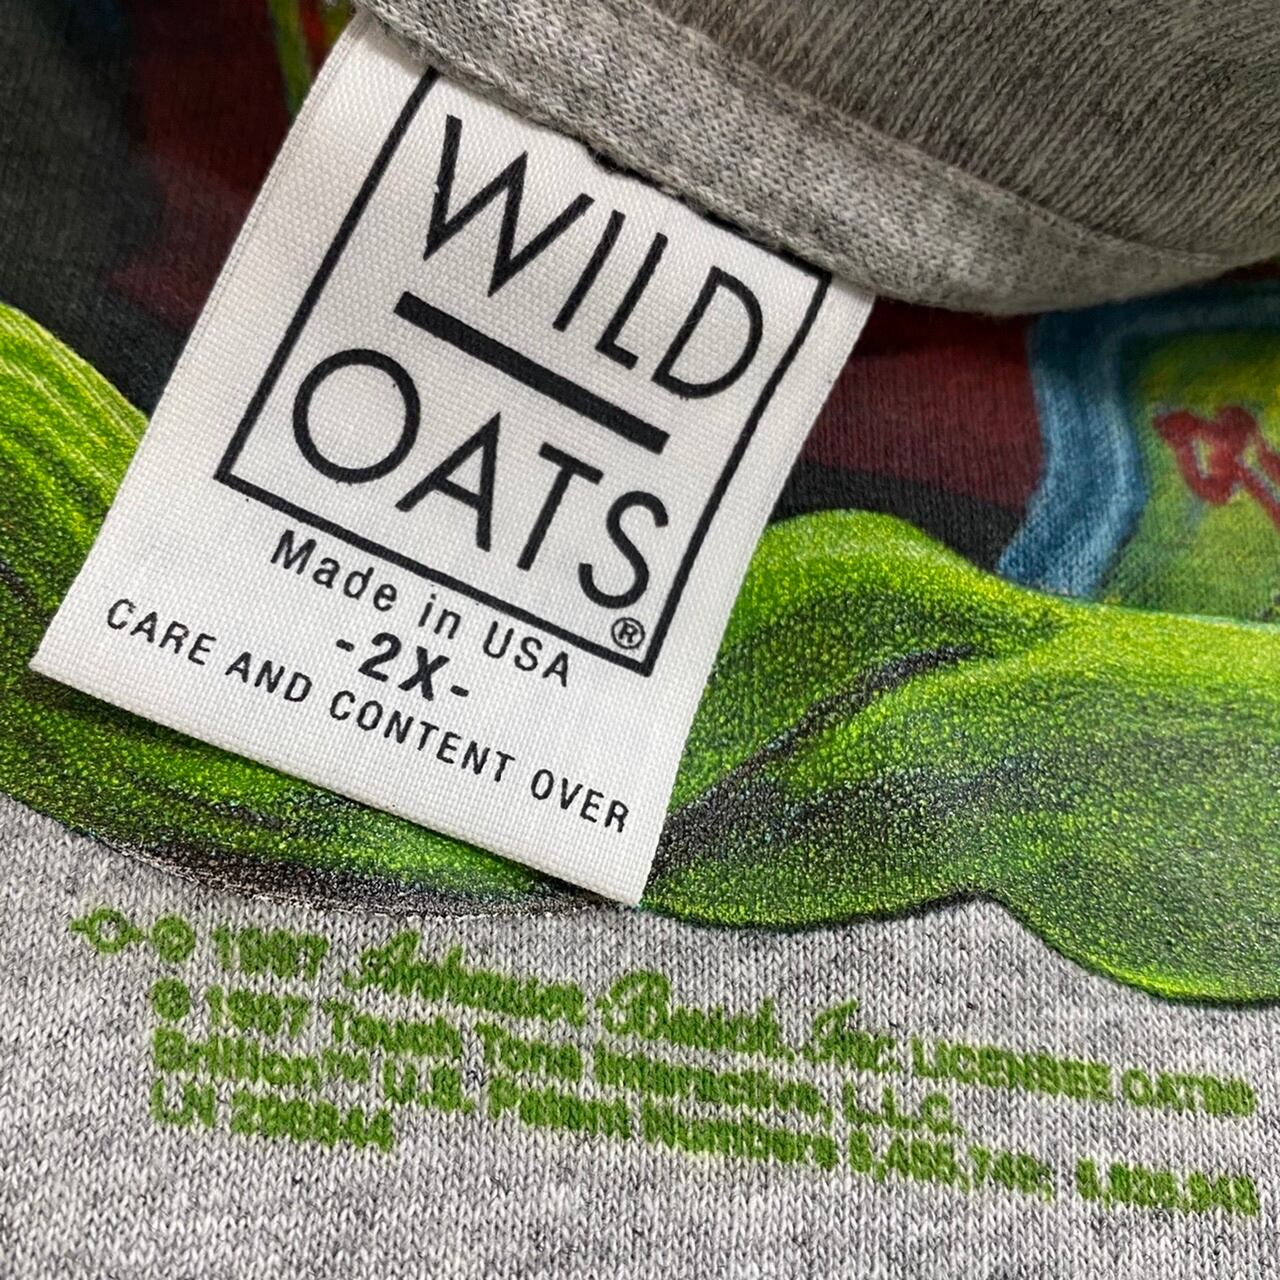 WILD
OATS
®
Made in USA
-2X-
CARE AND CONTENT OVER
© 1997 Anheuser Busch, Inc. LICENSEE
© 1997 Touch Tone Interactive, L.L.C.
Brillion™ U.S. Patent Numbers